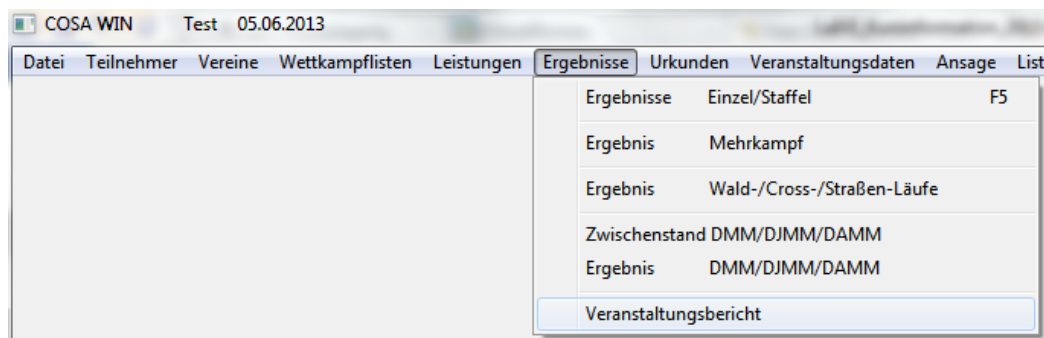 COSA WIN Test 05.06.2013
Datei Teilnehmer Vereine Wettkampflisten Leistungen Ergebnisse Urkunden Veranstaltungsdaten Ansage List
Ergebnisse Einzel/Staffel F5
Ergebnis Mehrkampf
Ergebnis Wald-/Cross-/Straßen-Läufe
Zwischenstand DMM/DJMM/DAMM
Ergebnis DMM/DJMM/DAMM
Veranstaltungsbericht